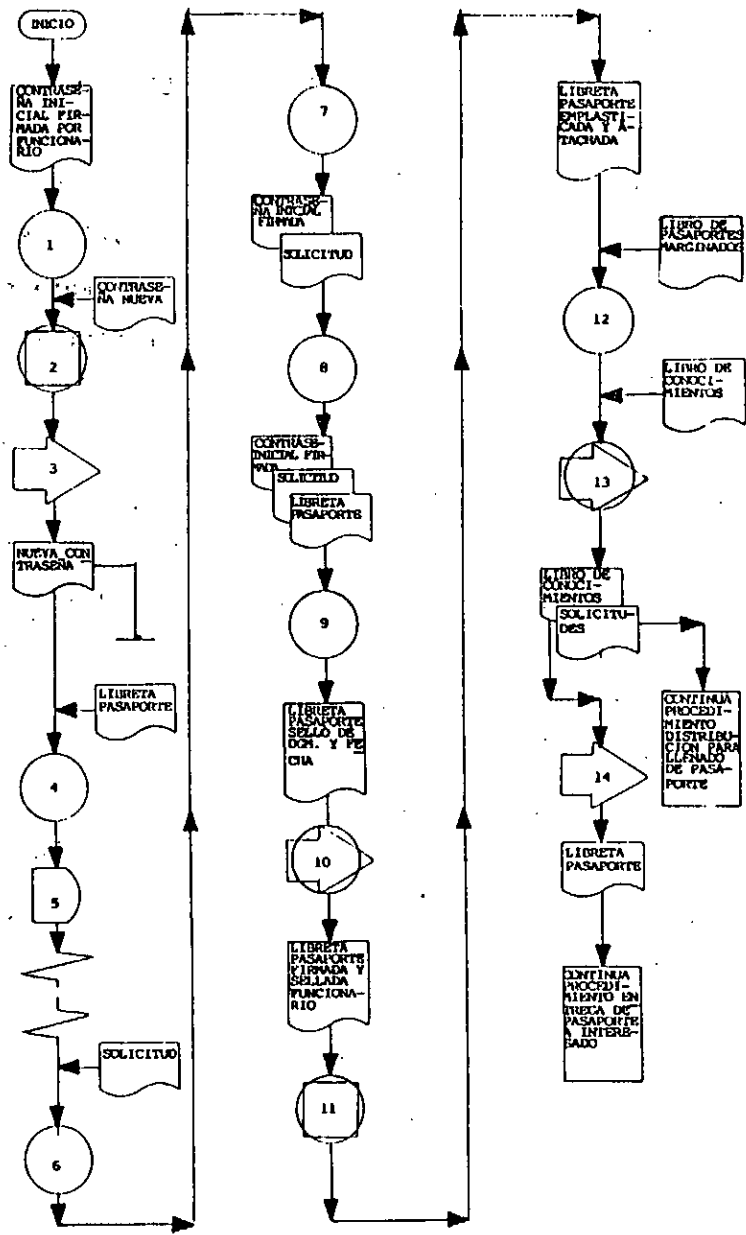 INICIO
CONTRASE-
ÑA INI-
CIAL FIR-
MADA POR
FUNCIONA-
RIO
1
CONTRASE-
ÑA NUEVA
2
3
NUEVA CON
TRASEÑA
LIBRETA
PASAPORTE
4
5
SOLICITUD
6
7
CONTRASE-
ÑA INICIAL
FIRMADA
SOLICITUD
8
CONTRASE-
INICIAL FIR-
MADA
SOLICITUD
LIBRETA
PASAPORTE
9
LIBRETA
PASAPORTE
SELLO DE
DGM. Y FE
CHA
10
LIBRETA
PASAPORTE
FIRMADA Y
SELLADA
FUNCIONA-
RIO
11
LIBRETA
PASAPORTE
EMPLASTI-
CADA Y A-
TACHADA
LIBRO DE
PASAPORTES
MARGINADOS
12
LIBRO DE
CONOCI-
MIENTOS
13
LIBRO DE
CONOCI-
MIENTOS
SOLICITU-
DES
CONTINUA
PROCEDI-
MIENTO
DISTRIBU-
CION PARA
LLENADO
DE PASA-
PORTE
14
LIBRETA
PASAPORTE
CONTINUA
PROCEDI-
MIENTO EN
TREGA DE
PASAPORTE
A INTERE-
SADO